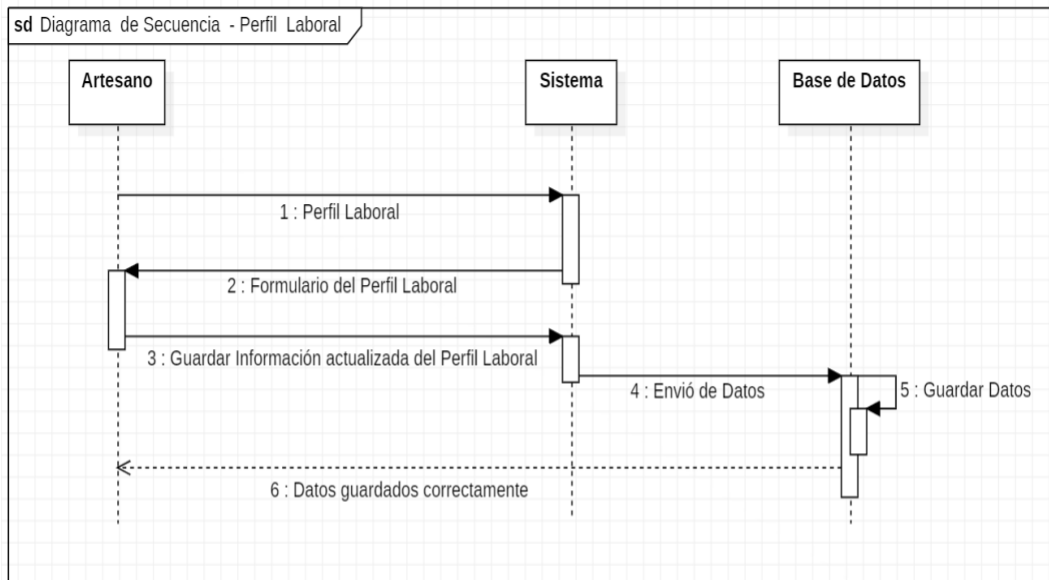 sd Diagrama de Secuencia - Perfil Laboral
Artesano
Sistema
Base de Datos
1 : Perfil Laboral
2 : Formulario del Perfil Laboral
3 : Guardar Información actualizada del Perfil Laboral
4 : Envió de Datos
5 : Guardar Datos
6 : Datos guardados correctamente